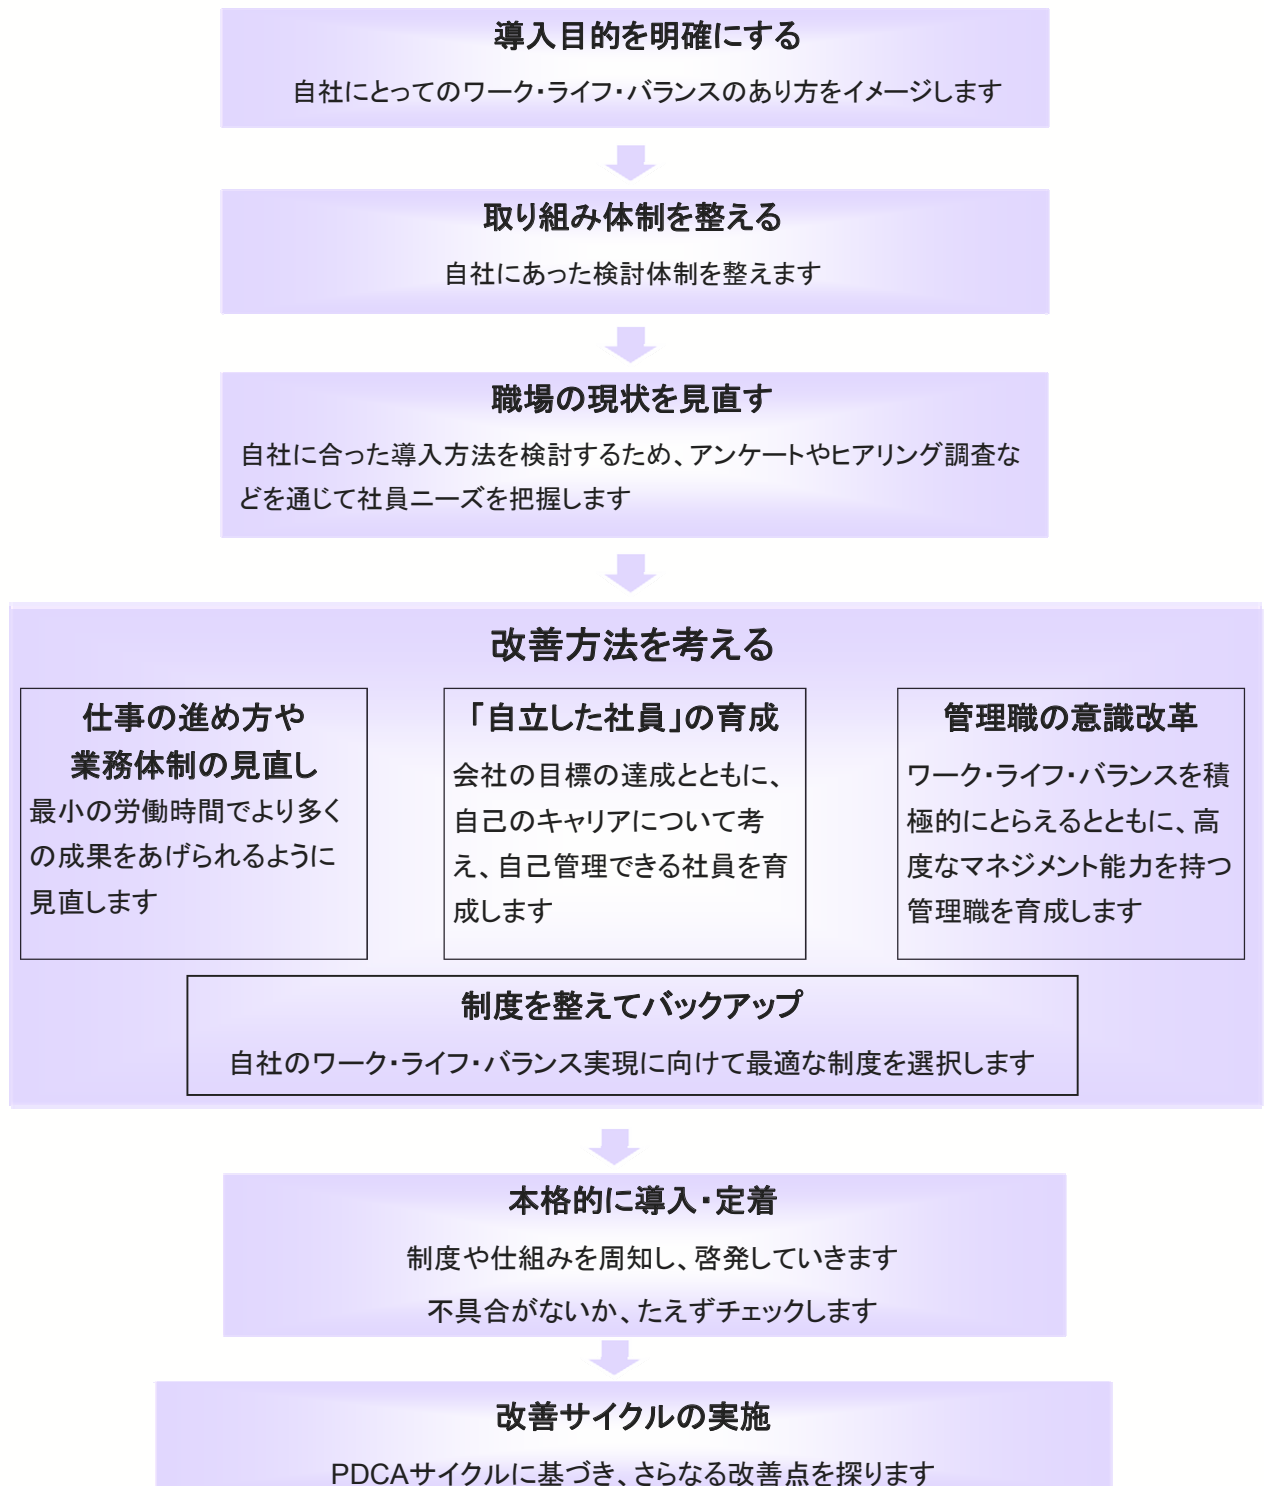 導入目的を明確にする
自社にとってのワーク・ライフ・バランスのあり方をイメージします
取り組み体制を整える
自社にあった検討体制を整えます
職場の現状を見直す
自社に合った導入方法を検討するため、アンケートやヒアリング調査な
どを通じて社員ニーズを把握します
改善方法を考える
仕事の進め方や
業務体制の見直し
最小の労働時間でより多く
の成果をあげられるように
見直します
「自立した社員」の育成
会社の目標の達成とともに、
自己のキャリアについて考
え、自己管理できる社員を育
成します
管理職の意識改革
ワーク・ライフ・バランスを積
極的にとらえるとともに、高
度なマネジメント能力を持つ
管理職を育成します
制度を整えてバックアップ
自社のワーク・ライフ・バランス実現に向けて最適な制度を選択します
本格的に導入・定着
制度や仕組みを周知し、啓発していきます
不具合がないか、たえずチェックします
改善サイクルの実施
PDCAサイクルに基づき、さらなる改善点を探ります